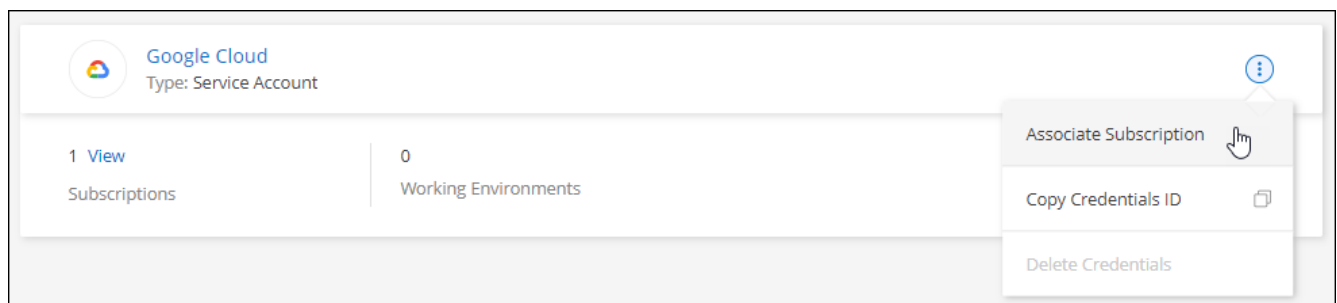 Google Cloud
Type: Service Account
Associate Subscription
1 View
0
Subscriptions
Working Environments
Copy Credentials ID
Delete Credentials